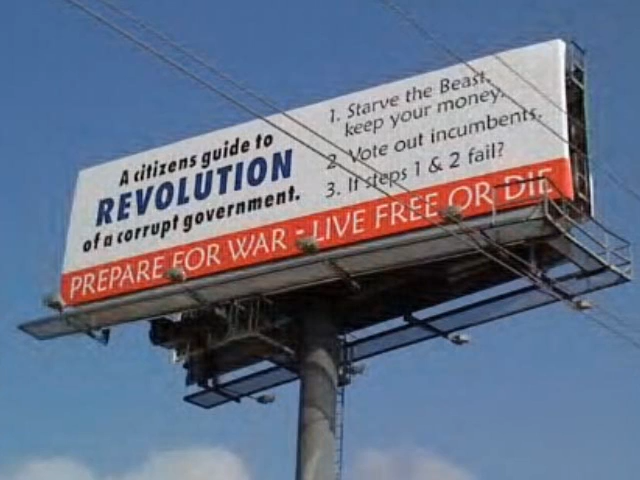 A citizens guide to
REVOLUTION
of a corrupt government.
1. Starve the Beast,
keep your money.
2. Vote out incumbents.
3. If steps 1 & 2 fail?
PREPARE FOR WAR - LIVE FREE OR DIE